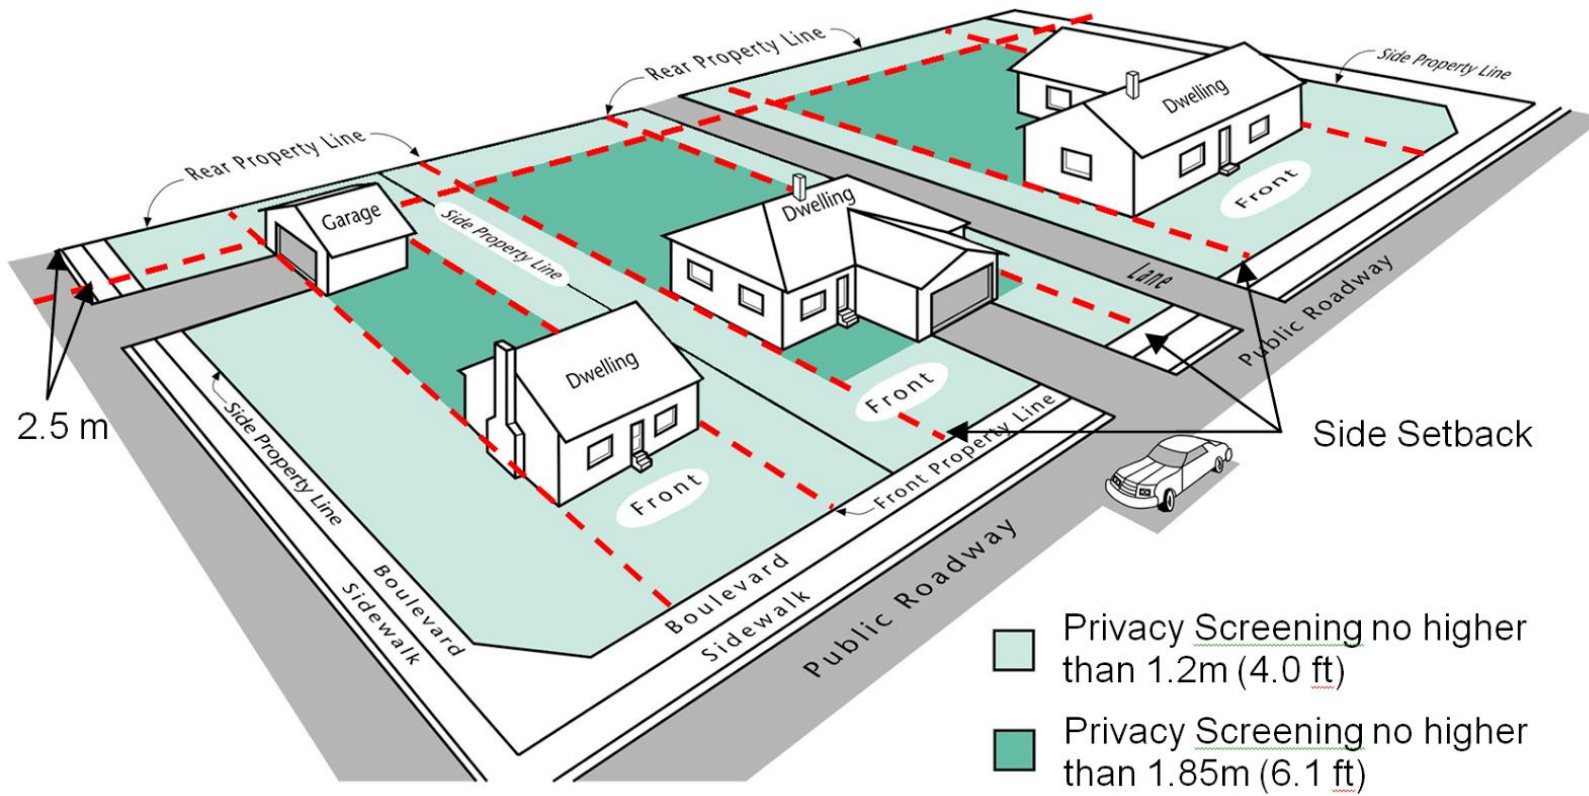 Rear Property Line
Side Property Line
Dwelling
Front
Rear Property Line
Garage
Side Property Line
Dwelling
Lane
Public Roadway
Front
2.5 m
Dwelling
Side Setback
Side Property Line
Front
Front Property Line
Boulevard
Sidewalk
Boulevard
Sidewalk
Public Roadway
Privacy Screening no higher
than 1.2m (4.0 ft)
Privacy Screening no higher
than 1.85m (6.1 ft)